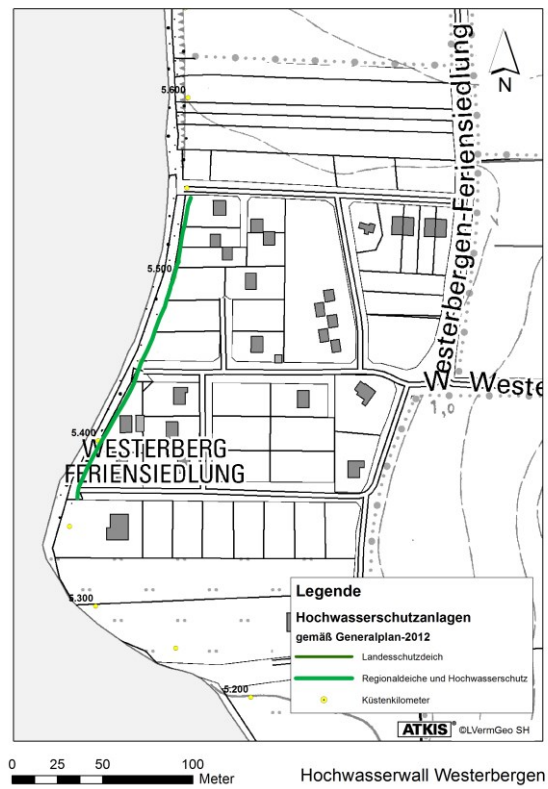 5.600
N
Westerbergen-Feriensiedlung
5.500
W Weste
1,0
5.400
WESTERBERG
FERIENSIEDLUNG
5.300
5.200
Legende
Hochwasserschutzanlagen
gemäß Generalplan-2012
Landesschutzdeich
Regionaldeiche und Hochwasserschutz
Küstenkilometer
ATKIS ©LVermGeo SH
0 25 50 100
Meter
Hochwasserwall Westerbergen